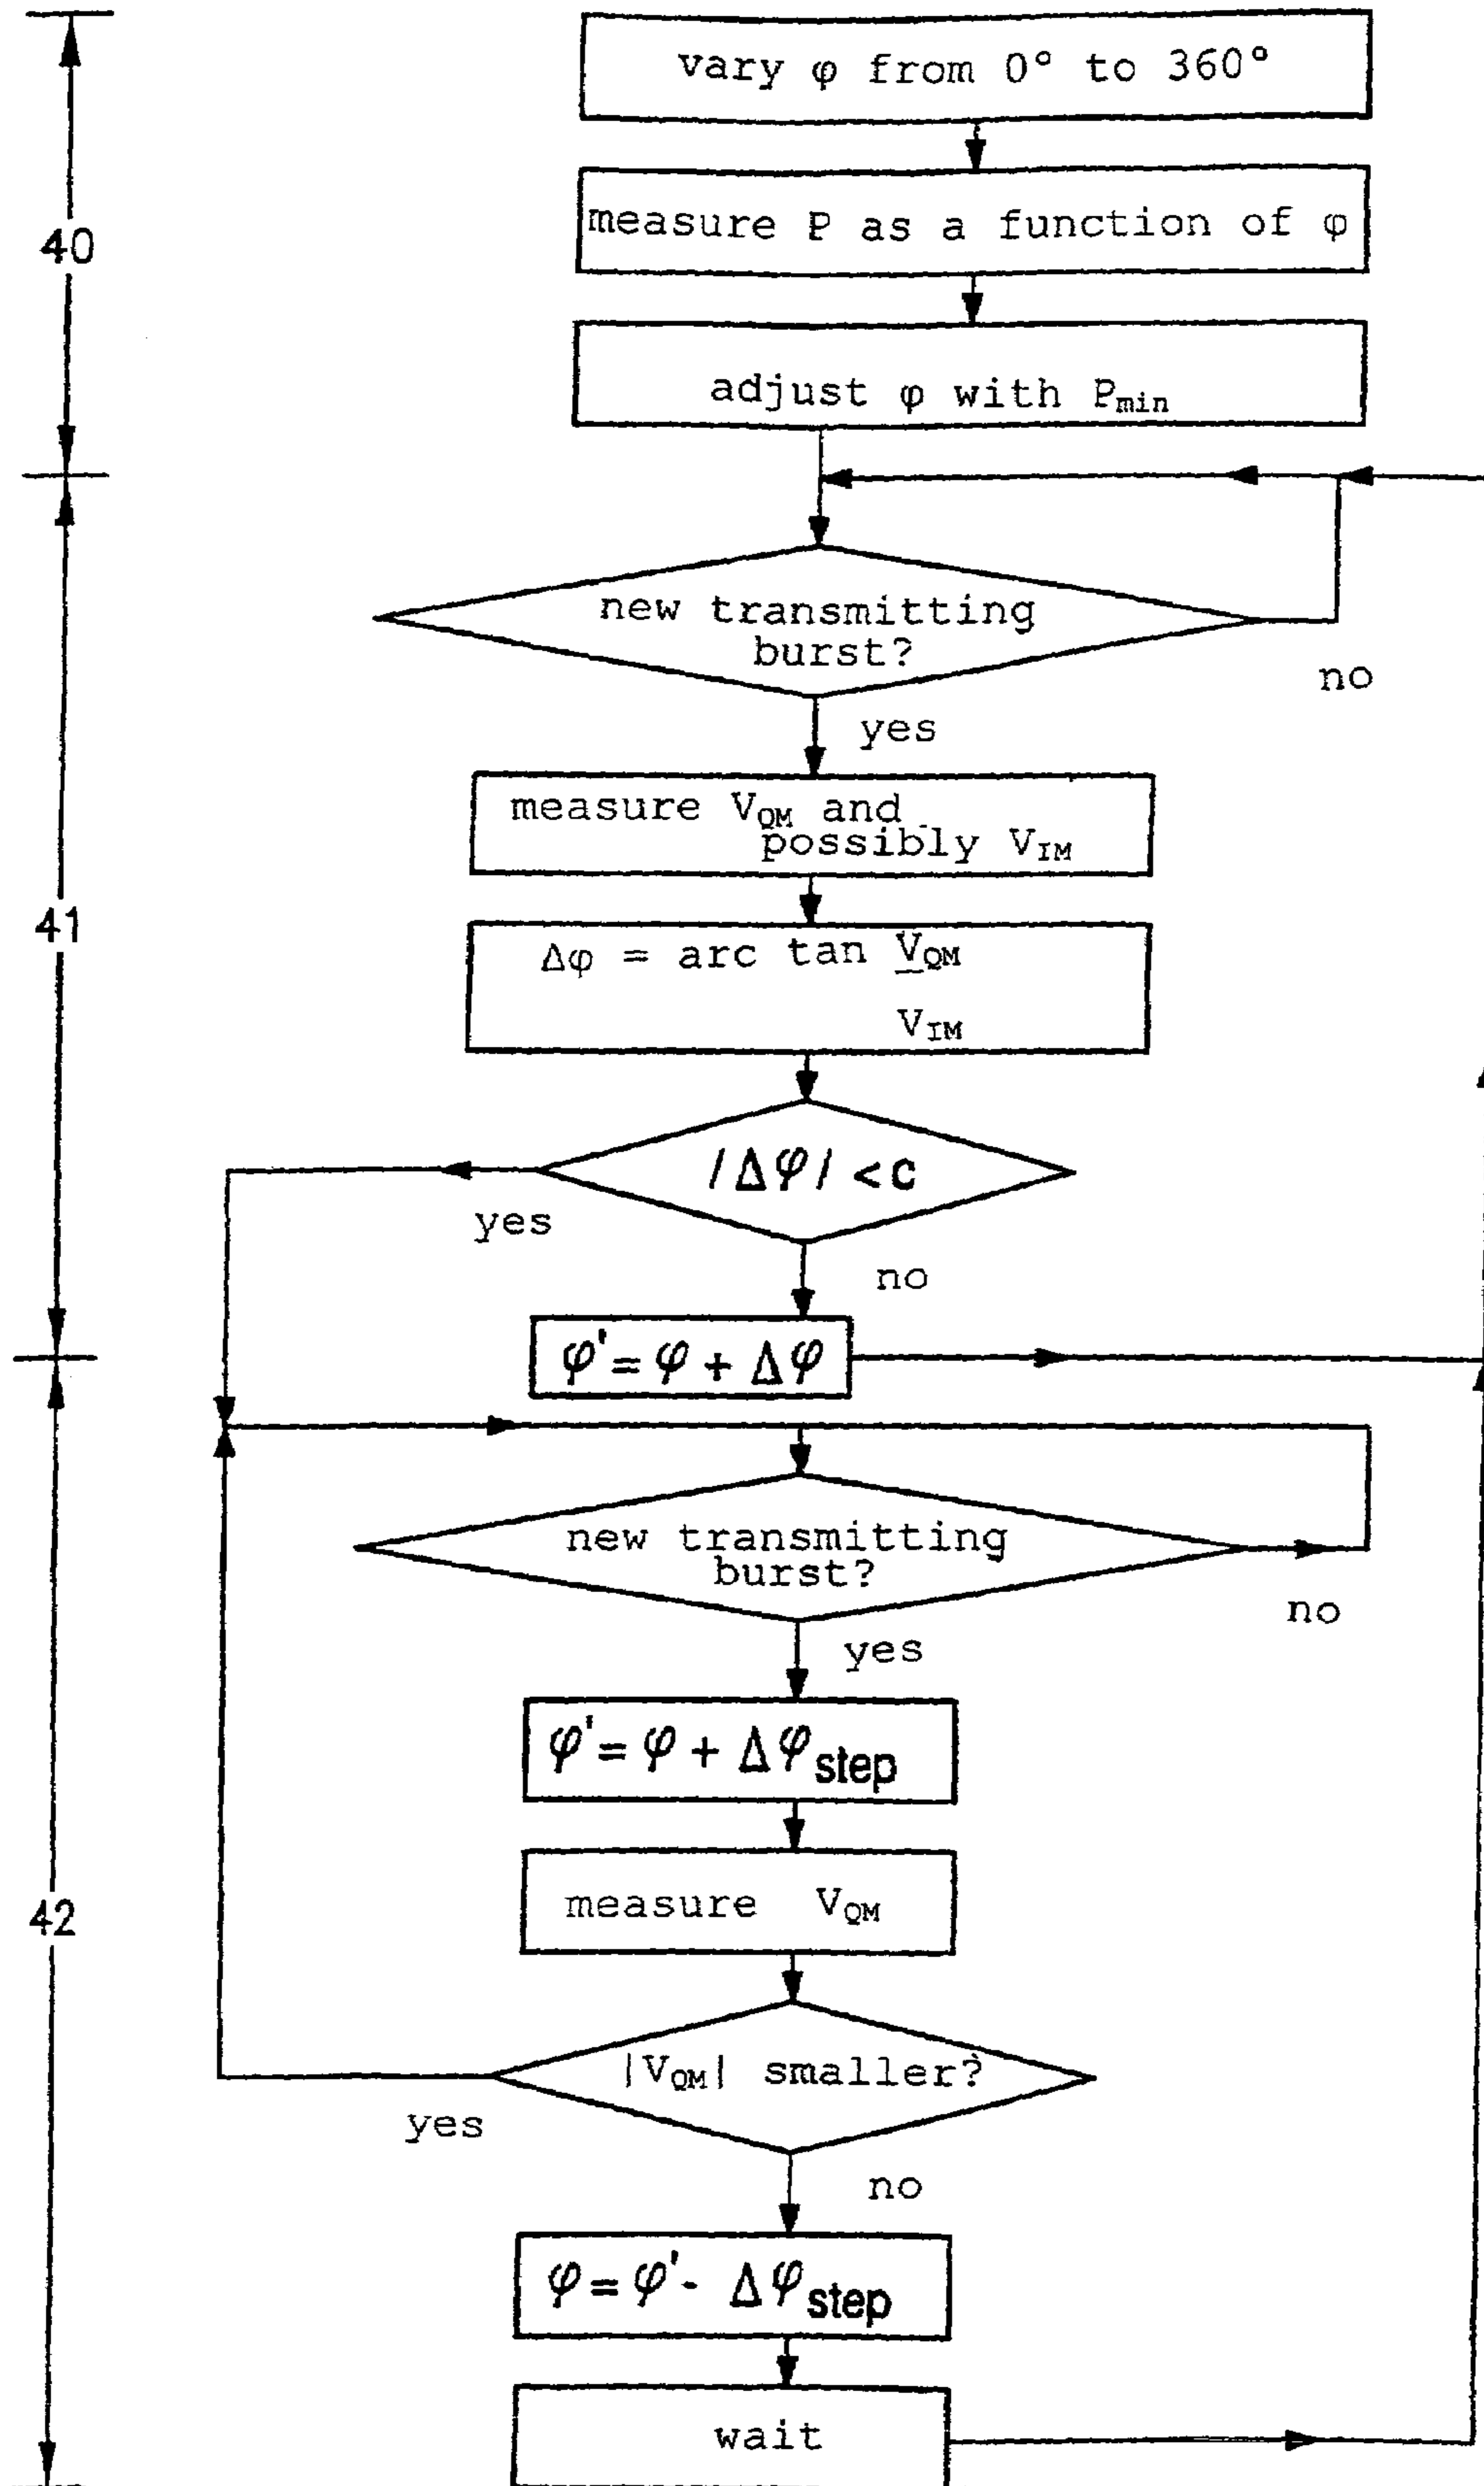 vary φ from 0° to 360°
measure P as a function of φ
40
adjust φ with Pmin
new transmitting
burst?
no
yes
measure VQM and
possibly VIM
41
Δφ = arc tan VQM
VIM
|Δφ| < c
yes
no
φ' = φ + Δφ
new transmitting
burst?
no
yes
φ' = φ + Δφstep
measure VQM
42
|VQM| smaller?
yes
no
φ = φ' - Δφstep
wait